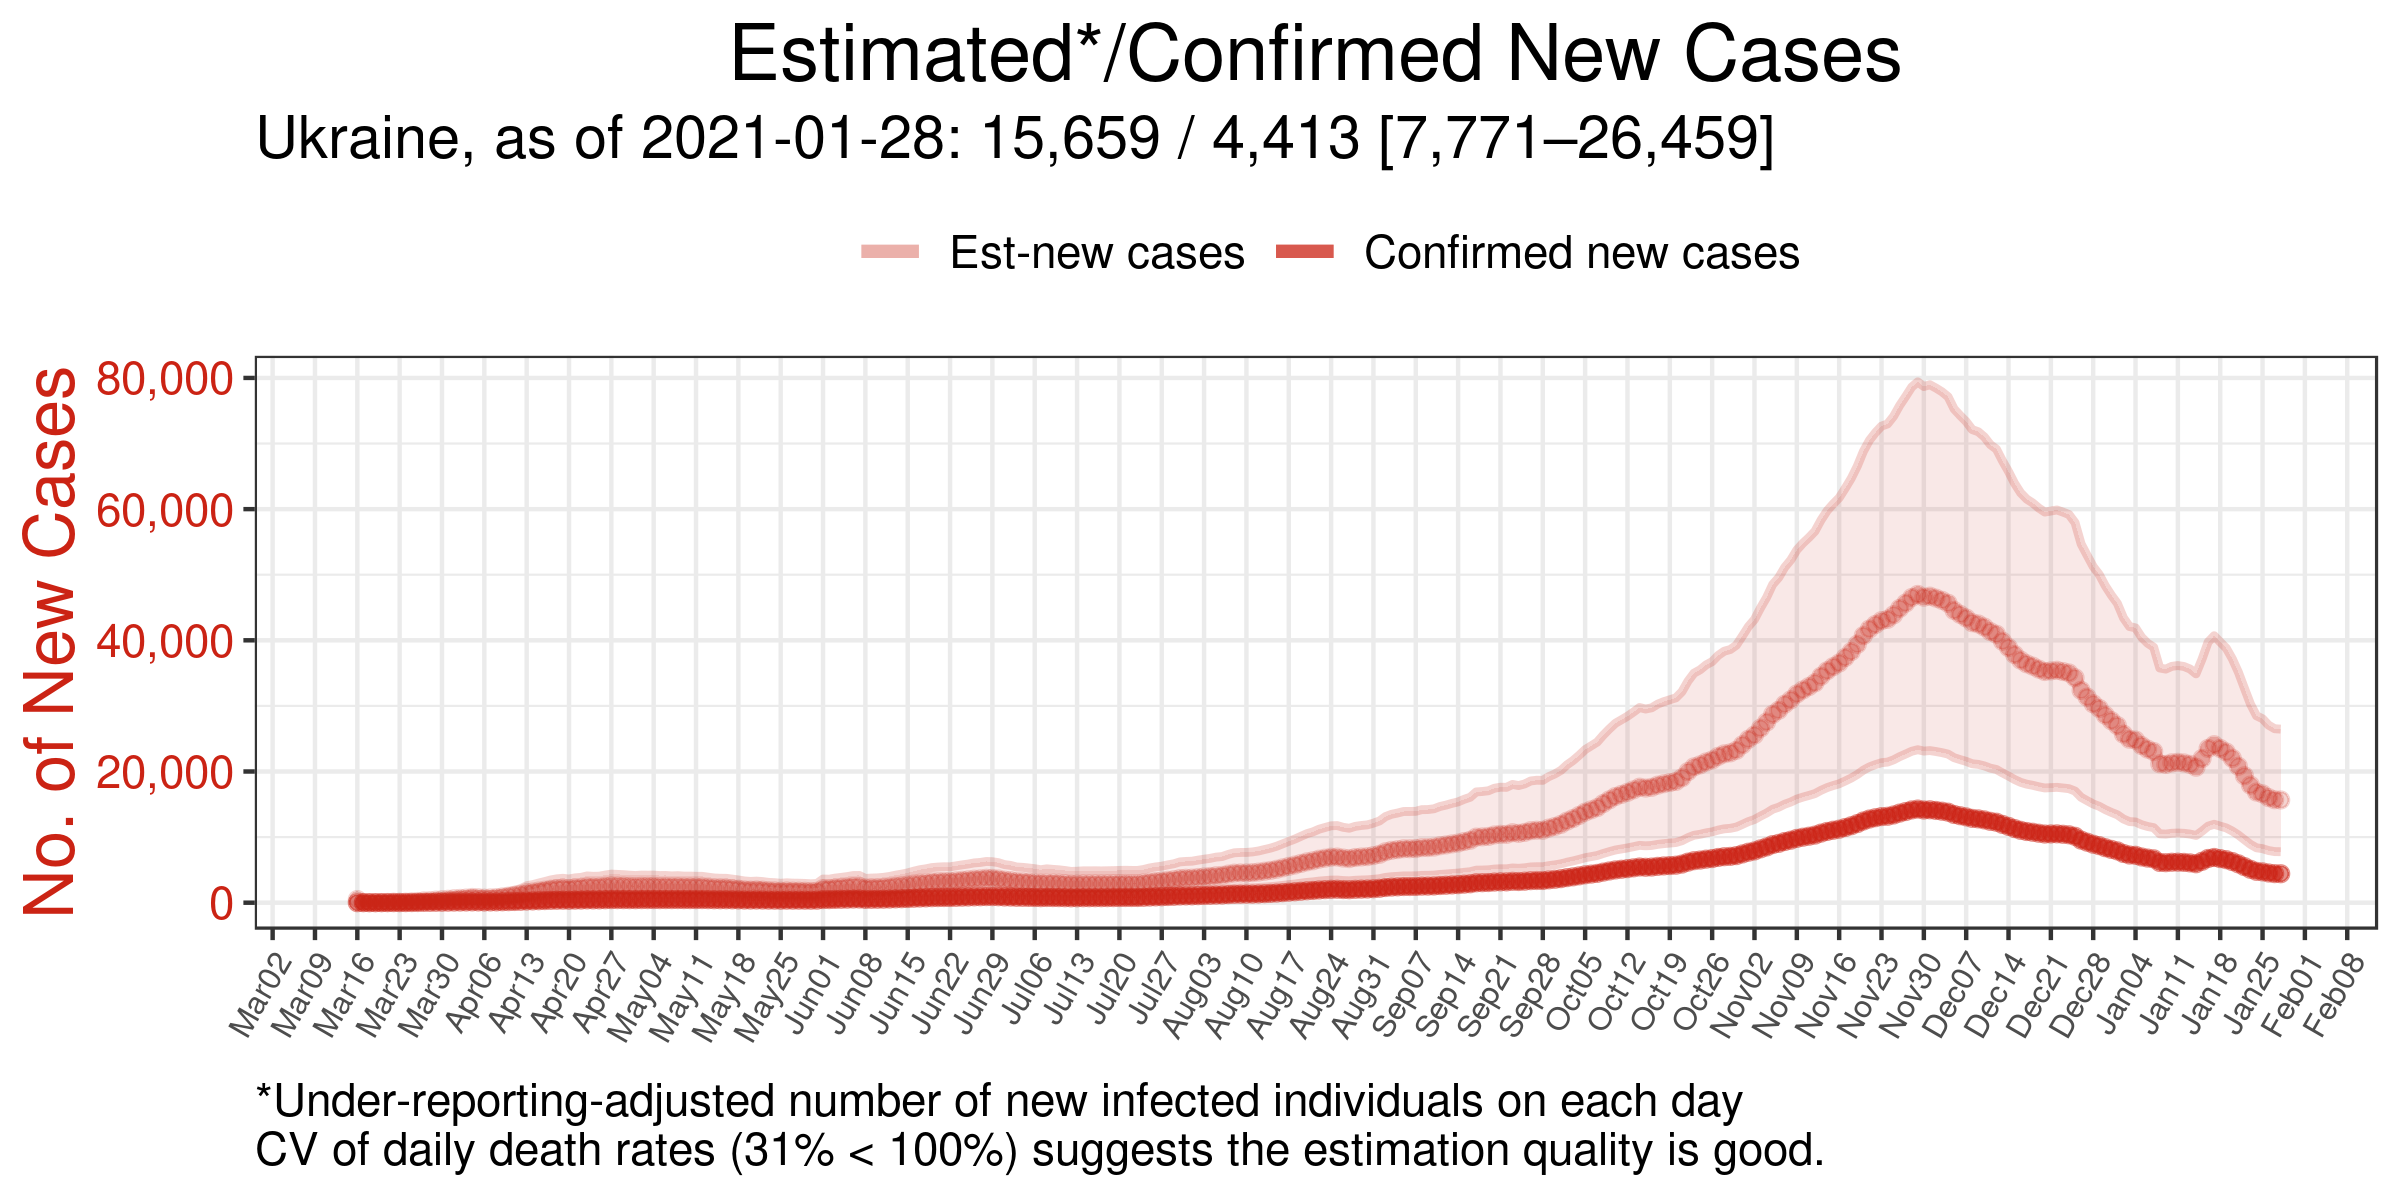 Estimated*/Confirmed New Cases
Ukraine, as of 2021-01-28: 15,659 / 4,413 [7,771–26,459]
Est-new cases
Confirmed new cases
No. of New Cases
80,000
60,000
40,000
20,000
0
Mar02
Mar09
Mar16
Mar23
Mar30
Apr06
Apr13
Apr20
Apr27
May04
May11
May18
May25
Jun01
Jun08
Jun15
Jun22
Jun29
Jul06
Jul13
Jul20
Jul27
Aug03
Aug10
Aug17
Aug24
Aug31
Sep07
Sep14
Sep21
Sep28
Oct05
Oct12
Oct19
Oct26
Nov02
Nov09
Nov16
Nov23
Nov30
Dec07
Dec14
Dec21
Dec28
Jan04
Jan11
Jan18
Jan25
Feb01
Feb08
*Under-reporting-adjusted number of new infected individuals on each day
CV of daily death rates (31% < 100%) suggests the estimation quality is good.